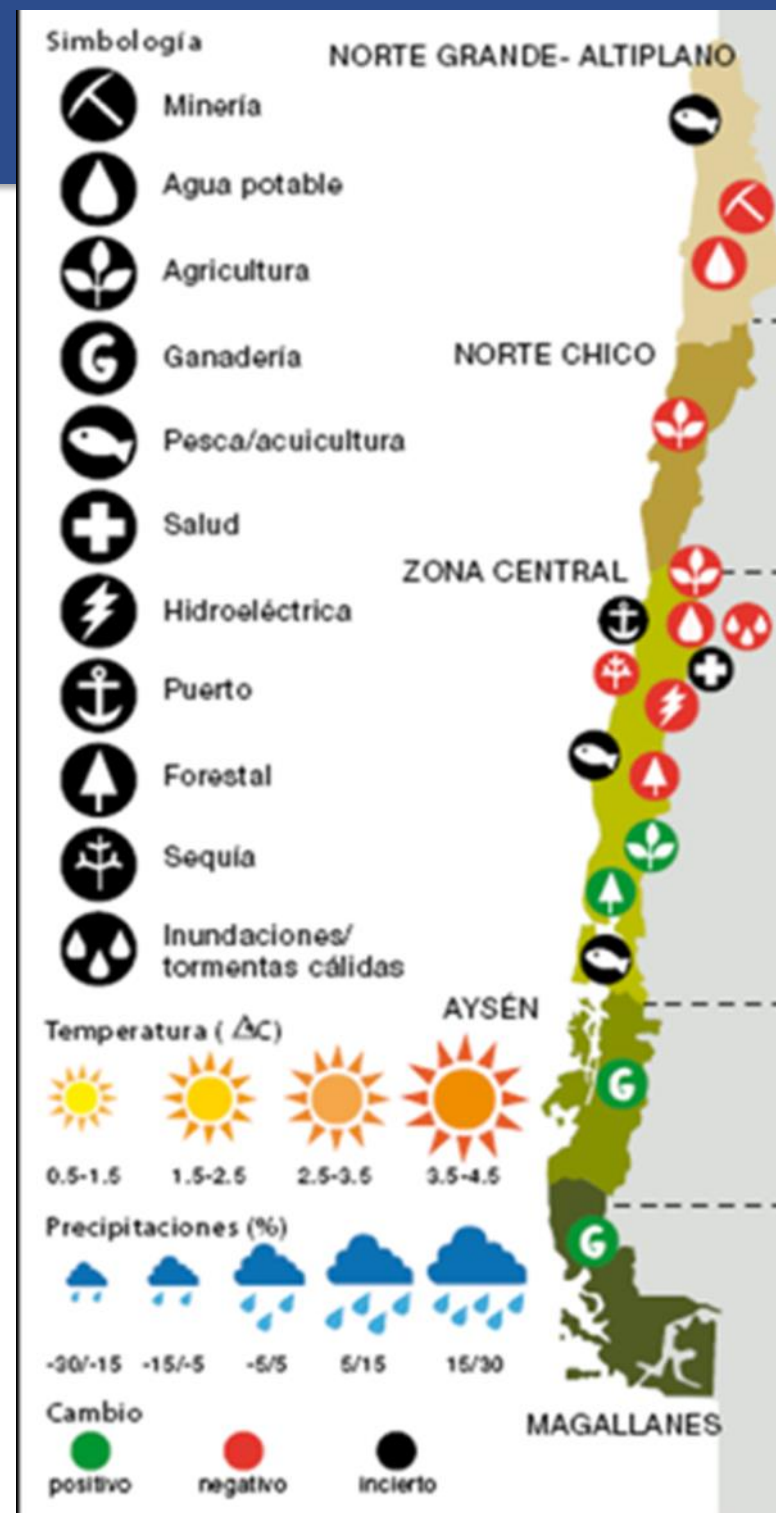 Simbología
NORTE GRANDE- ALTIPLANO
Minería
Agua potable
Agricultura
Ganadería
NORTE CHICO
Pesca/acuicultura
Salud
ZONA CENTRAL
Hidroeléctrica
Puerto
Forestal
Sequía
Inundaciones/
tormentas cálidas
AYSÉN
Temperatura ( ΔC)
0.5-1.5 1.5-2.5 2.5-3.5 3.5-4.5
Precipitaciones (%)
-30/-15 -15/-5 -5/5 5/15 15/30
Cambio
MAGALLANES
positivo negativo incierto